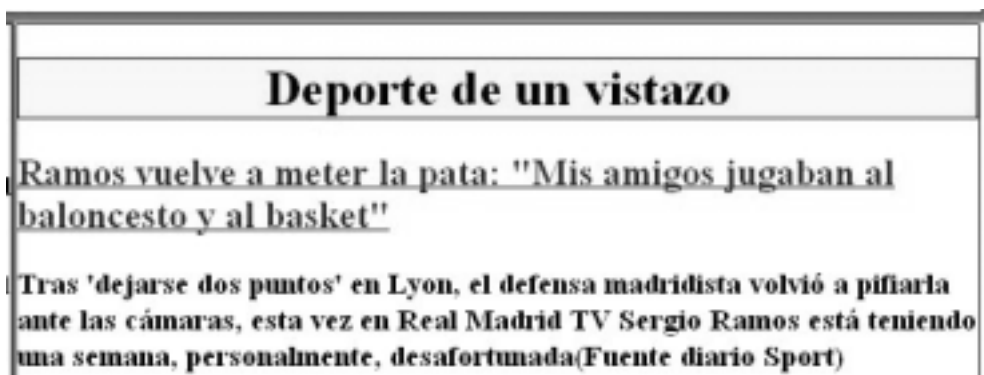 Deporte de un vistazo
Ramos vuelve a meter la pata: "Mis amigos jugaban al
baloncesto y al basket"
Tras 'dejarse dos puntos' en Lyon, el defensa madridista volvió a pifiarla
ante las cámaras, esta vez en Real Madrid TV Sergio Ramos está teniendo
una semana, personalmente, desafortunada(Fuente diario Sport)